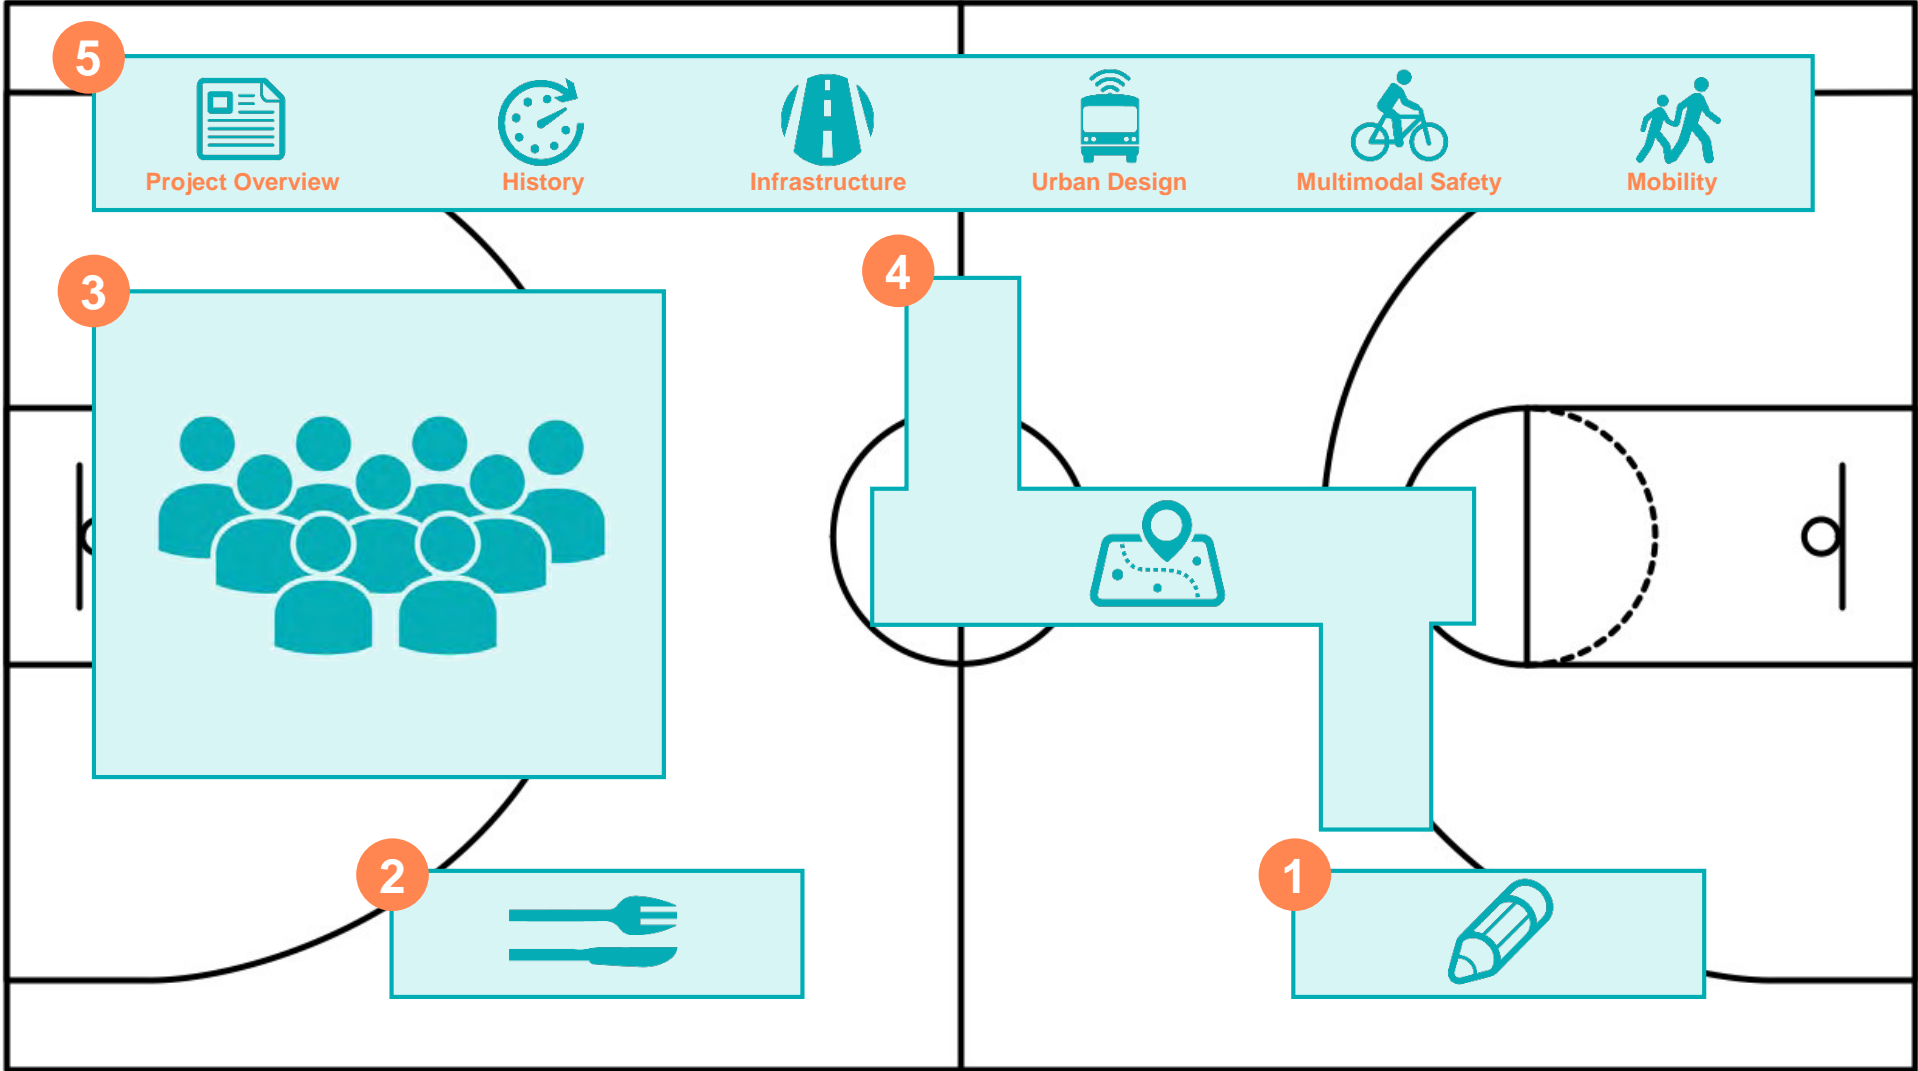 5
Project Overview
History
Infrastructure
Urban Design
Multimodal Safety
Mobility
3
4
2
1